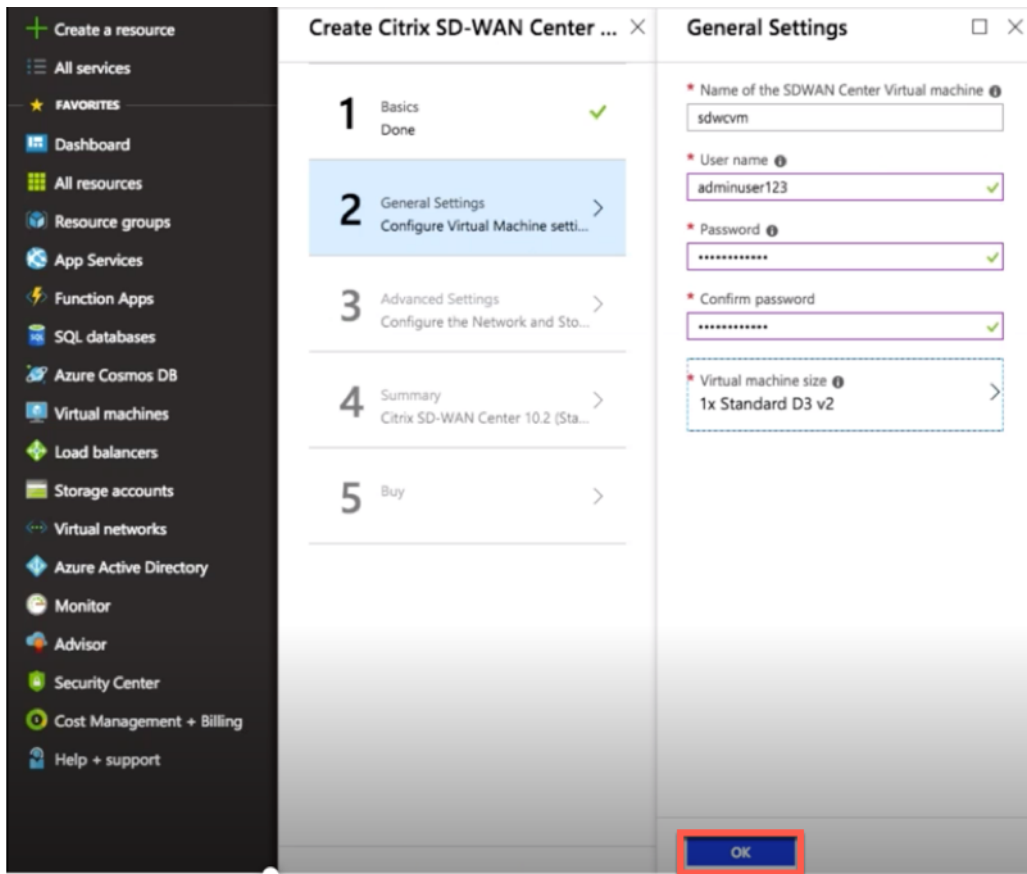 Create a resource
All services
FAVORITES
Dashboard
All resources
Resource groups
App Services
Function Apps
SQL databases
Azure Cosmos DB
Virtual machines
Load balancers
Storage accounts
Virtual networks
Azure Active Directory
Monitor
Advisor
Security Center
Cost Management + Billing
Help + support
Create Citrix SD-WAN Center ...
1
Basics
Done
2
General Settings
Configure Virtual Machine setti...
3
Advanced Settings
Configure the Network and Sto...
4
Summary
Citrix SD-WAN Center 10.2 (Sta...
5
Buy
General Settings
* Name of the SDWAN Center Virtual machine
sdwcvm
* User name
adminuser123
* Password
••••••••••••
* Confirm password
••••••••••••
* Virtual machine size
1x Standard D3 v2
OK